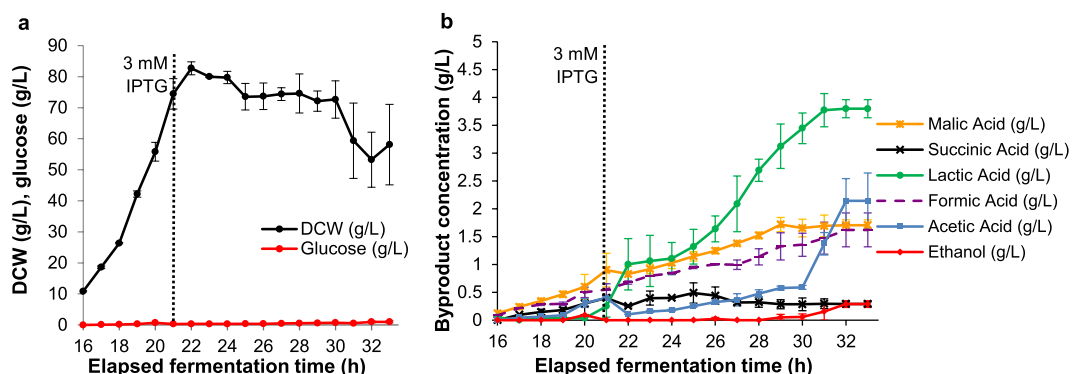 a
DCW (g/L), glucose (g/L)
90
80
70
60
50
40
30
20
10
0
3 mM
IPTG
DCW (g/L)
Glucose (g/L)
16 18 20 22 24 26 28 30 32
Elapsed fermentation time (h)
b
Byproduct concentration (g/L)
5
4.5
4
3.5
3
2.5
2
1.5
1
0.5
0
3 mM
IPTG
Malic Acid (g/L)
Succinic Acid (g/L)
Lactic Acid (g/L)
Formic Acid (g/L)
Acetic Acid (g/L)
Ethanol (g/L)
16 18 20 22 24 26 28 30 32
Elapsed fermentation time (h)